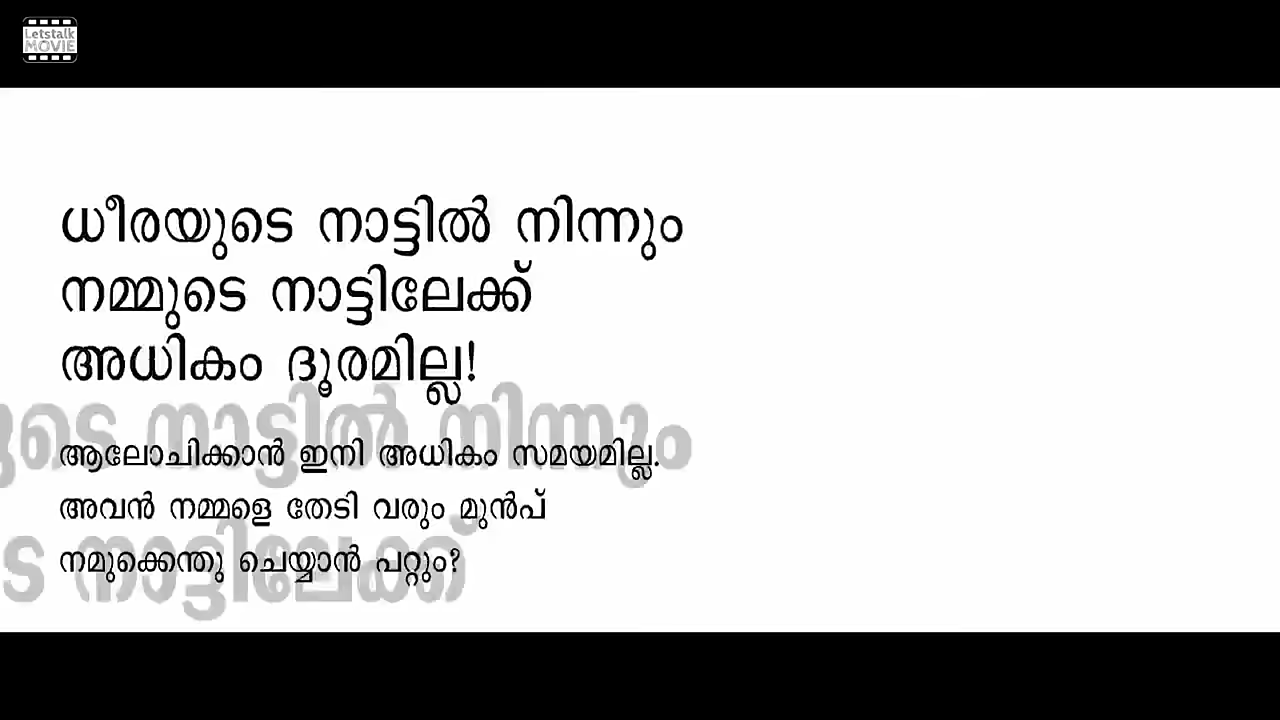 Letstalk
MOVIE
ധീരയുടെ നാട്ടിൽ നിന്നും
നമ്മുടെ നാട്ടിലേക്ക്
അധികം ദൂരമില്ല!
നാട്ടിൽ നിന്നും
ആലോചിക്കാൻ ഇനി അധികം സമയമില്ല.
അവൻ നമ്മളെ തേടി വരും മുൻപ്
നമുക്കെന്തു ചെയ്യാൻ പറ്റും?
നാട്ടിലേക്ക്